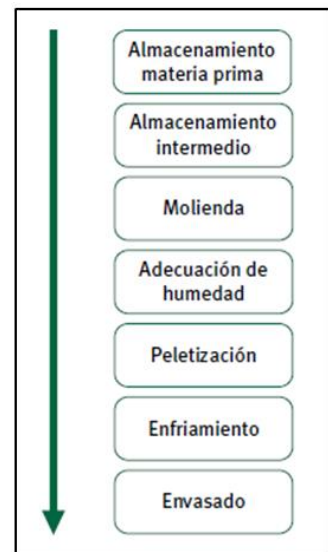 Almacenamiento
materia prima
Almacenamiento
intermedio
Molienda
Adecuación de
humedad
Peletización
Enfriamiento
Envasado